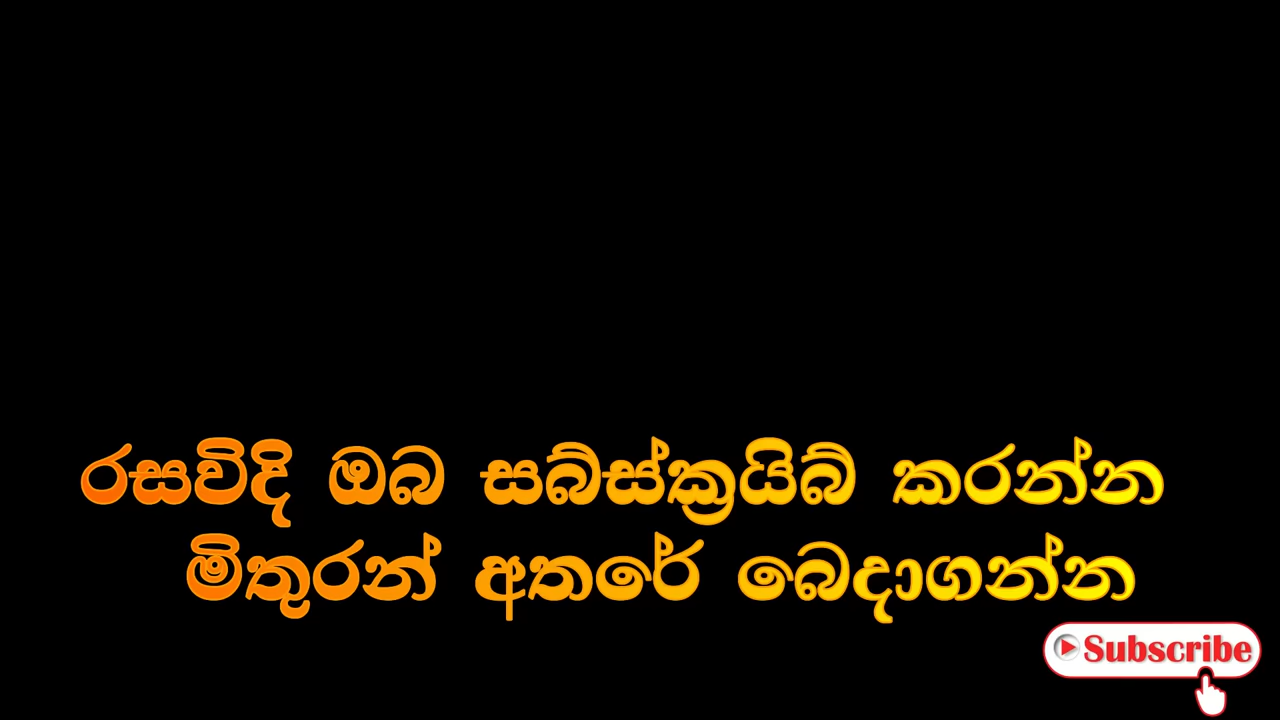 රසවිදි ඔබ සබ්ස්ක්‍රයිබ් කරන්න
මිතුරන් අතරේ බෙදාගන්න
Subscribe